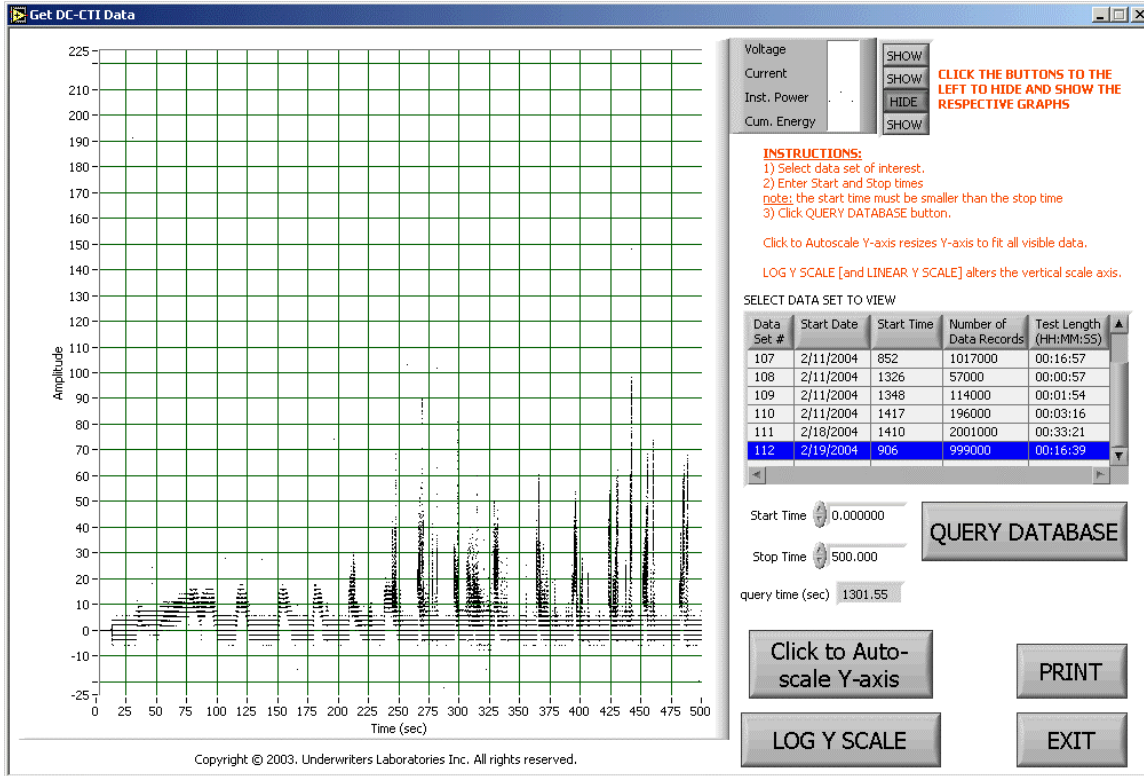 Get DC-CTI Data
225
210
200
190
180
170
160
150
140
130
120
110
100
90
80
70
60
50
40
30
20
10
0
-10
-25
Amplitude
0 25 50 75 100 125 150 175 200 225 250 275 300 325 350 375 400 425 450 475 500
Time (sec)
Copyright © 2003. Underwriters Laboratories Inc. All rights reserved.
Voltage SHOW
Current SHOW
Inst. Power HIDE
Cum. Energy SHOW
CLICK THE BUTTONS TO THE
LEFT TO HIDE AND SHOW THE
RESPECTIVE GRAPHS
INSTRUCTIONS:
1) Select data set of interest.
2) Enter Start and Stop times
note: the start time must be smaller than the stop time
3) Click QUERY DATABASE button.
Click to Autoscale Y-axis resizes Y-axis to fit all visible data.
LOG Y SCALE [and LINEAR Y SCALE] alters the vertical scale axis.
SELECT DATA SET TO VIEW
Data Set # Start Date Start Time Number of Data Records Test Length (HH:MM:SS)
107 2/11/2004 852 1017000 00:16:57
108 2/11/2004 1326 57000 00:00:57
109 2/11/2004 1348 114000 00:01:54
110 2/11/2004 1417 196000 00:03:16
111 2/18/2004 1410 2001000 00:33:21
112 2/19/2004 906 999000 00:16:39
Start Time 0.000000
Stop Time 500.000
QUERY DATABASE
query time (sec) 1301.55
Click to Auto-
scale Y-axis
PRINT
LOG Y SCALE
EXIT